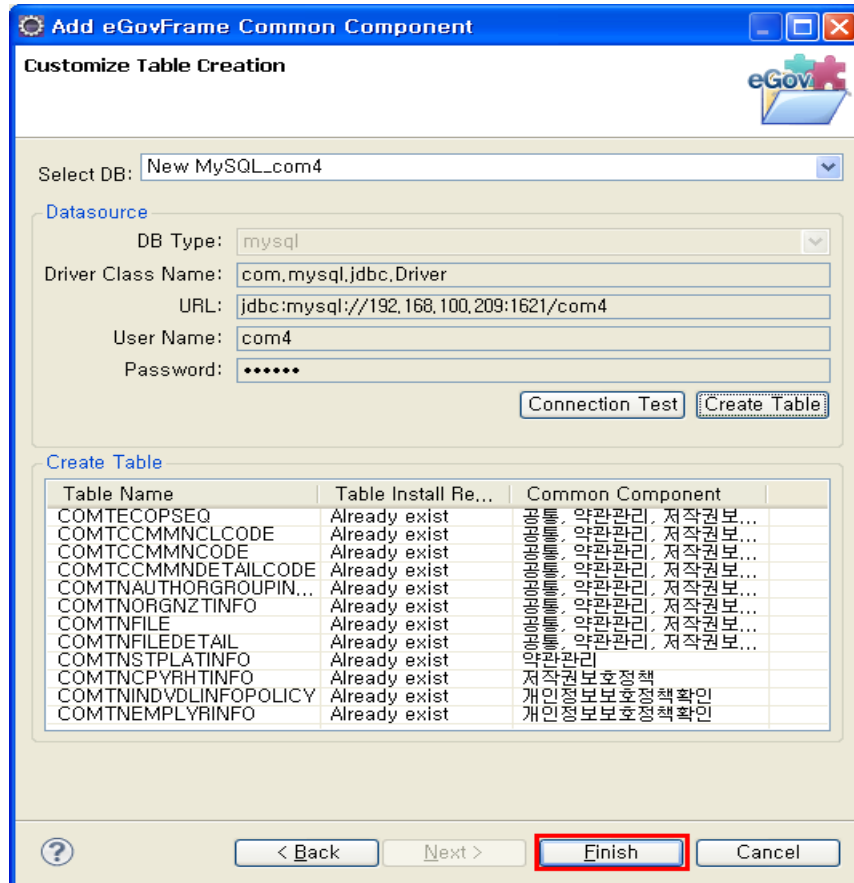 Add eGovFrame Common Component
Customize Table Creation
eGov
Select DB: New MySQL_com4
Datasource
DB Type: mysql
Driver Class Name: com.mysql.jdbc.Driver
URL: jdbc:mysql://192.168.100.209:1621/com4
User Name: com4
Password: ••••••
Connection Test Create Table
Create Table
Table Name Table Install Re... Common Component
COMTECOPSEQ Already exist 공통, 약관관리, 저작권보...
COMTCCMMNCLCODE Already exist 공통, 약관관리, 저작권보...
COMTCCMMNCODE Already exist 공통, 약관관리, 저작권보...
COMTCCMMNDETAILCODE Already exist 공통, 약관관리, 저작권보...
COMTNAUTHORGROUPIN... Already exist 공통, 약관관리, 저작권보...
COMTNORGNZTINFO Already exist 공통, 약관관리, 저작권보...
COMTNFILE Already exist 공통, 약관관리, 저작권보...
COMTNFILEDETAIL Already exist 공통, 약관관리, 저작권보...
COMTNSTPLATINFO Already exist 약관관리
COMTNCPYRHTINFO Already exist 저작권보호정책
COMTNINDVDLINFOPOLICY Already exist 개인정보보호정책확인
COMTNEMPLYRINFO Already exist 개인정보보호정책확인
? < Back Next > Finish Cancel